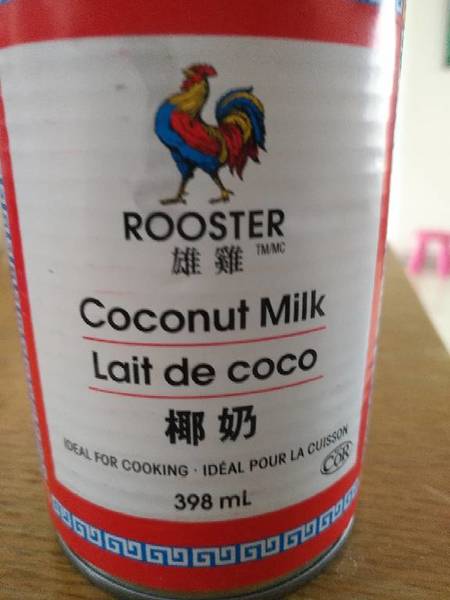 ROOSTER
雄雞 TM/MC
Coconut Milk
Lait de coco
椰奶
IDEAL FOR COOKING · IDÉAL POUR LA CUISSON
COR
398 mL